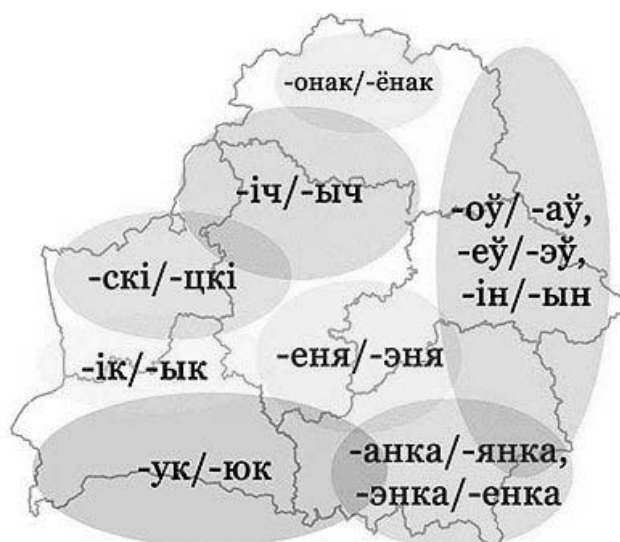 -онак/-ёнак
-іч/-ыч
-оў/ -аў,
-еў/-эў,
-ін/-ын
-скі/-цкі
-ік/-ык
-еня/-эня
-ук/-юк
-анка/-янка,
-энка/-енка